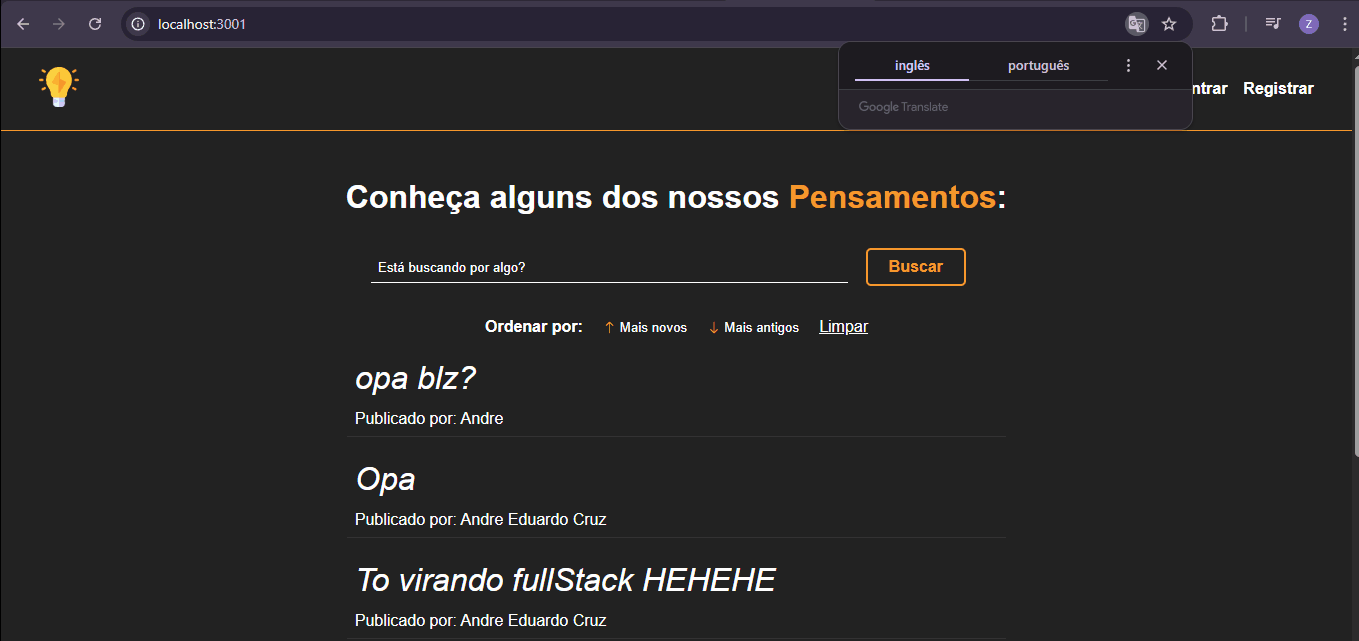 localhost:3001
Z
inglês português
Google Translate
ntrar Registrar
Conheça alguns dos nossos Pensamentos:
Está buscando por algo? Buscar
Ordenar por: ↑ Mais novos ↓ Mais antigos Limpar
opa blz?
Publicado por: Andre
Opa
Publicado por: Andre Eduardo Cruz
To virando fullStack HEHEHE
Publicado por: Andre Eduardo Cruz